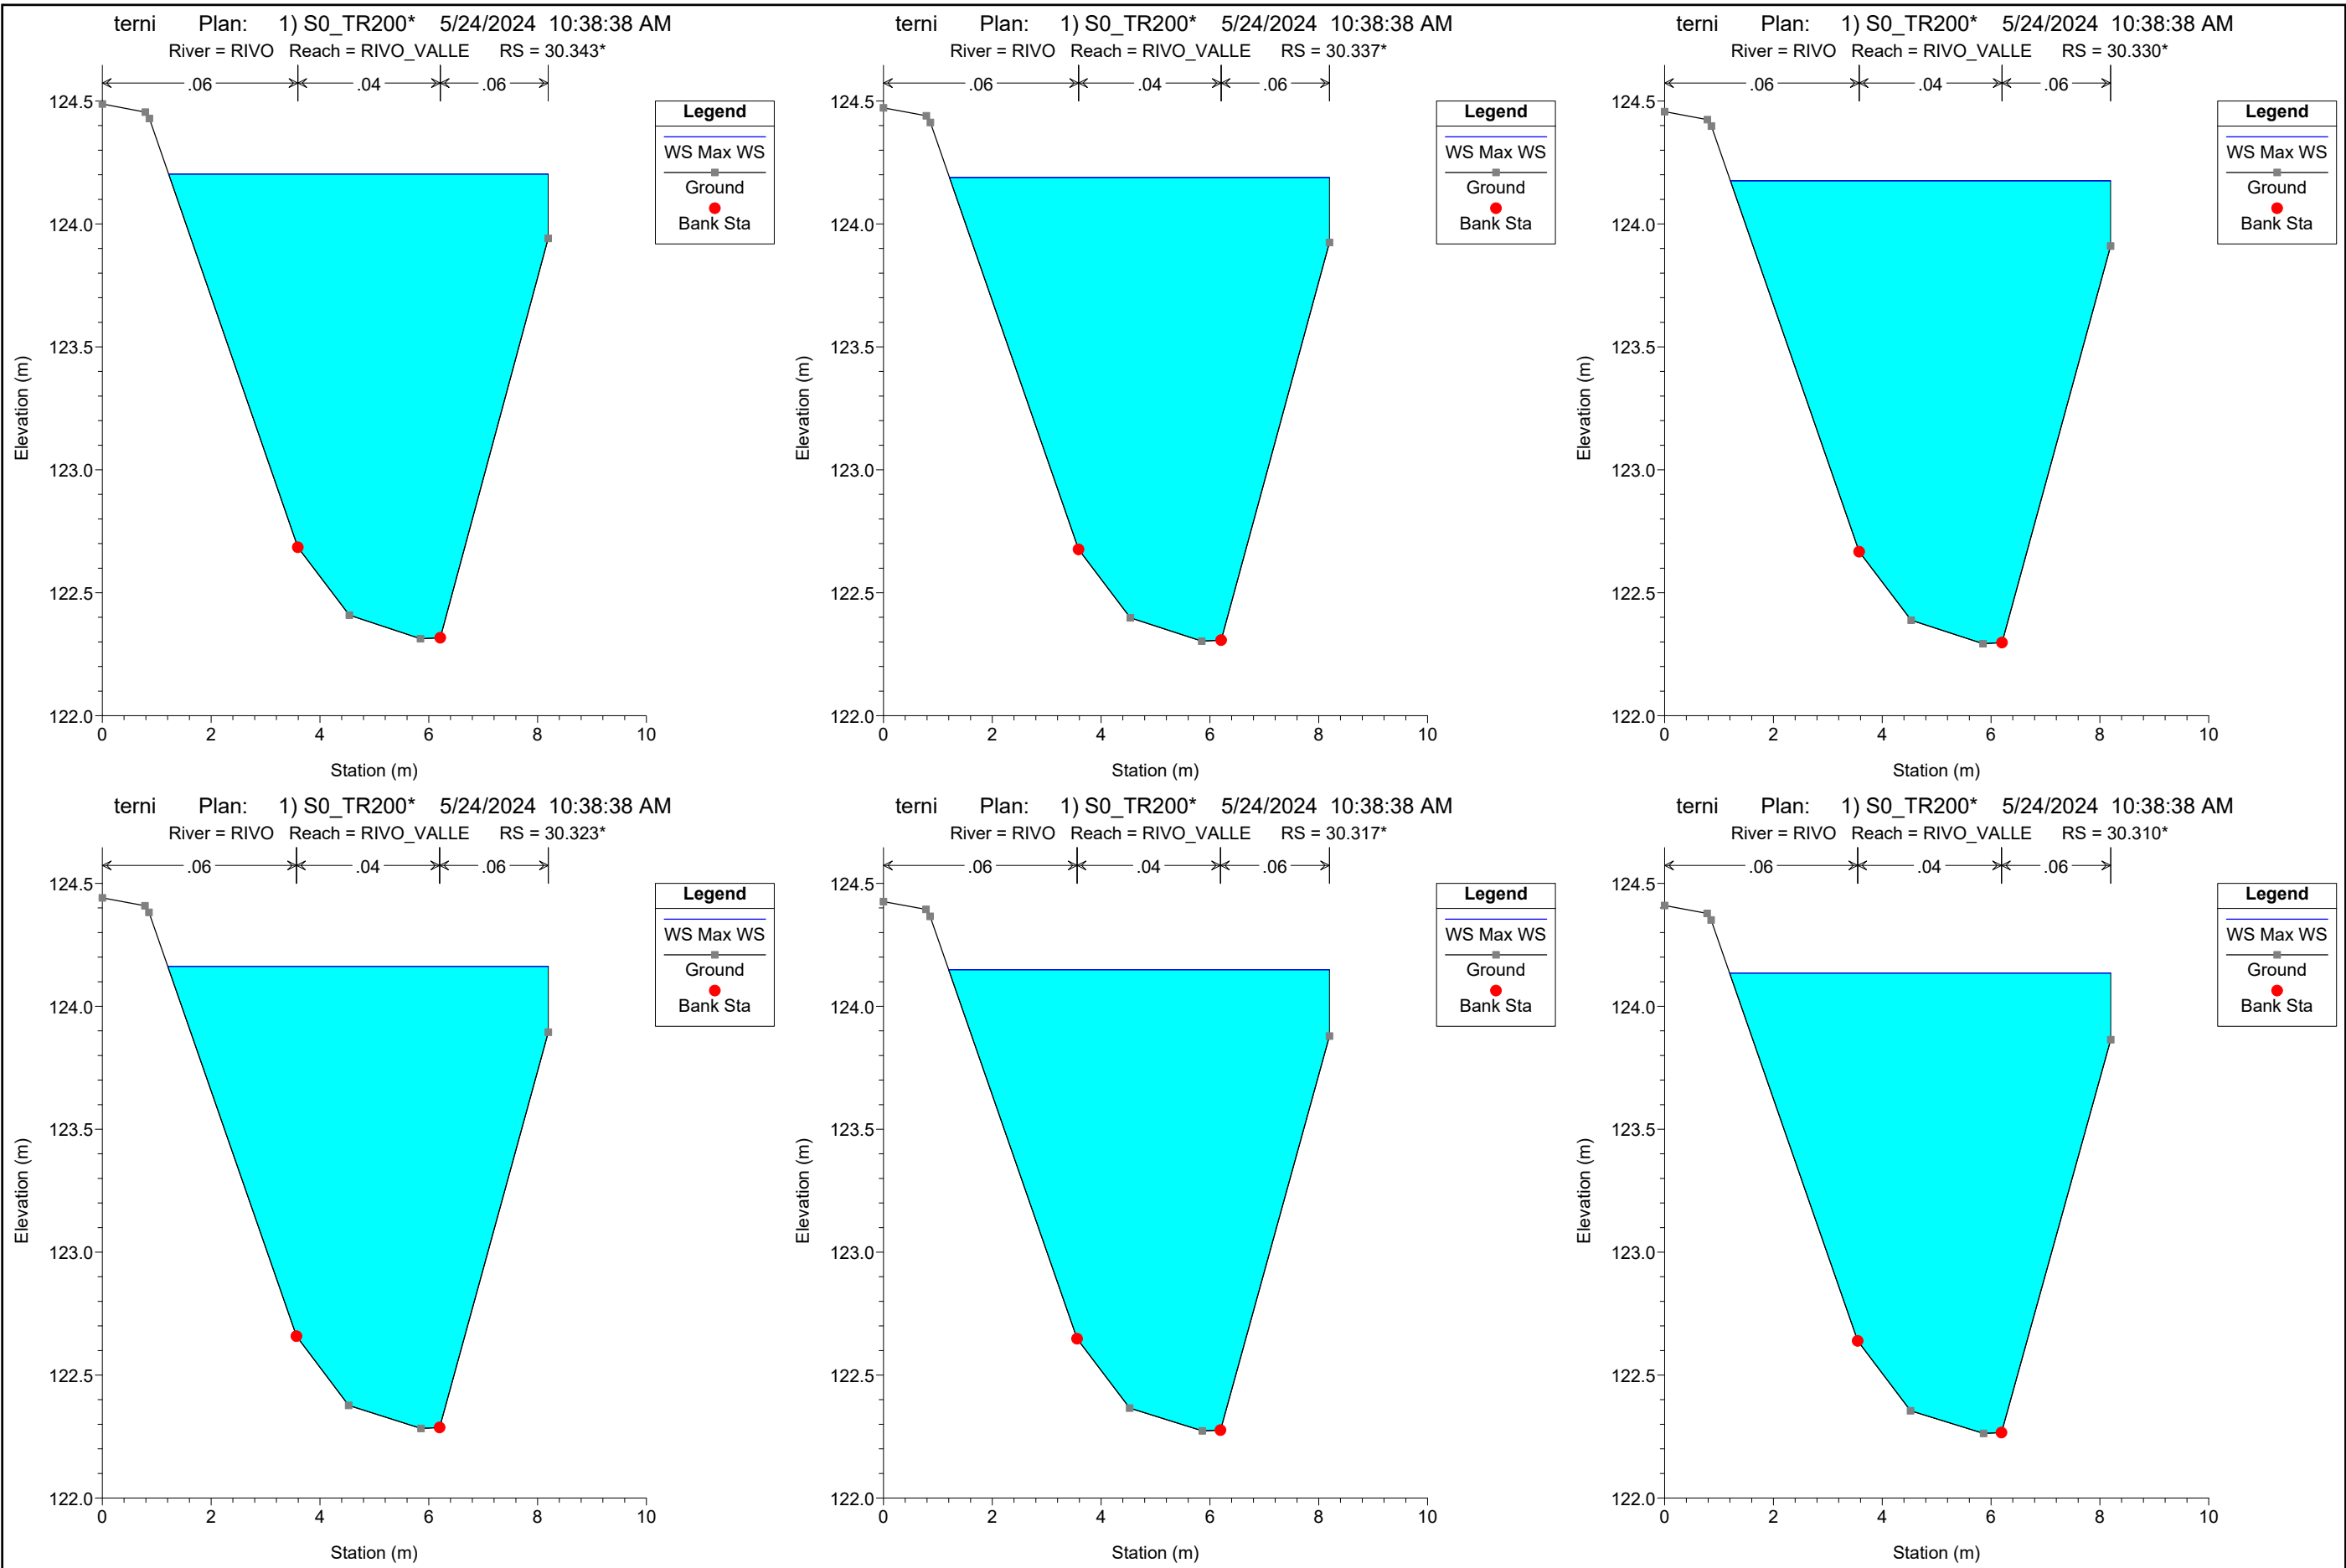 terni Plan: 1) S0_TR200* 5/24/2024 10:38:38 AM
River = RIVO Reach = RIVO_VALLE RS = 30.343*
.06 .04 .06
Legend
WS Max WS
Ground
Bank Sta
124.5
124.0
123.5
123.0
122.5
122.0
Elevation (m)
0 2 4 6 8 10
Station (m)
terni Plan: 1) S0_TR200* 5/24/2024 10:38:38 AM
River = RIVO Reach = RIVO_VALLE RS = 30.337*
.06 .04 .06
Legend
WS Max WS
Ground
Bank Sta
124.5
124.0
123.5
123.0
122.5
122.0
Elevation (m)
0 2 4 6 8 10
Station (m)
terni Plan: 1) S0_TR200* 5/24/2024 10:38:38 AM
River = RIVO Reach = RIVO_VALLE RS = 30.330*
.06 .04 .06
Legend
WS Max WS
Ground
Bank Sta
124.5
124.0
123.5
123.0
122.5
122.0
Elevation (m)
0 2 4 6 8 10
Station (m)
terni Plan: 1) S0_TR200* 5/24/2024 10:38:38 AM
River = RIVO Reach = RIVO_VALLE RS = 30.323*
.06 .04 .06
Legend
WS Max WS
Ground
Bank Sta
124.5
124.0
123.5
123.0
122.5
122.0
Elevation (m)
0 2 4 6 8 10
Station (m)
terni Plan: 1) S0_TR200* 5/24/2024 10:38:38 AM
River = RIVO Reach = RIVO_VALLE RS = 30.317*
.06 .04 .06
Legend
WS Max WS
Ground
Bank Sta
124.5
124.0
123.5
123.0
122.5
122.0
Elevation (m)
0 2 4 6 8 10
Station (m)
terni Plan: 1) S0_TR200* 5/24/2024 10:38:38 AM
River = RIVO Reach = RIVO_VALLE RS = 30.310*
.06 .04 .06
Legend
WS Max WS
Ground
Bank Sta
124.5
124.0
123.5
123.0
122.5
122.0
Elevation (m)
0 2 4 6 8 10
Station (m)